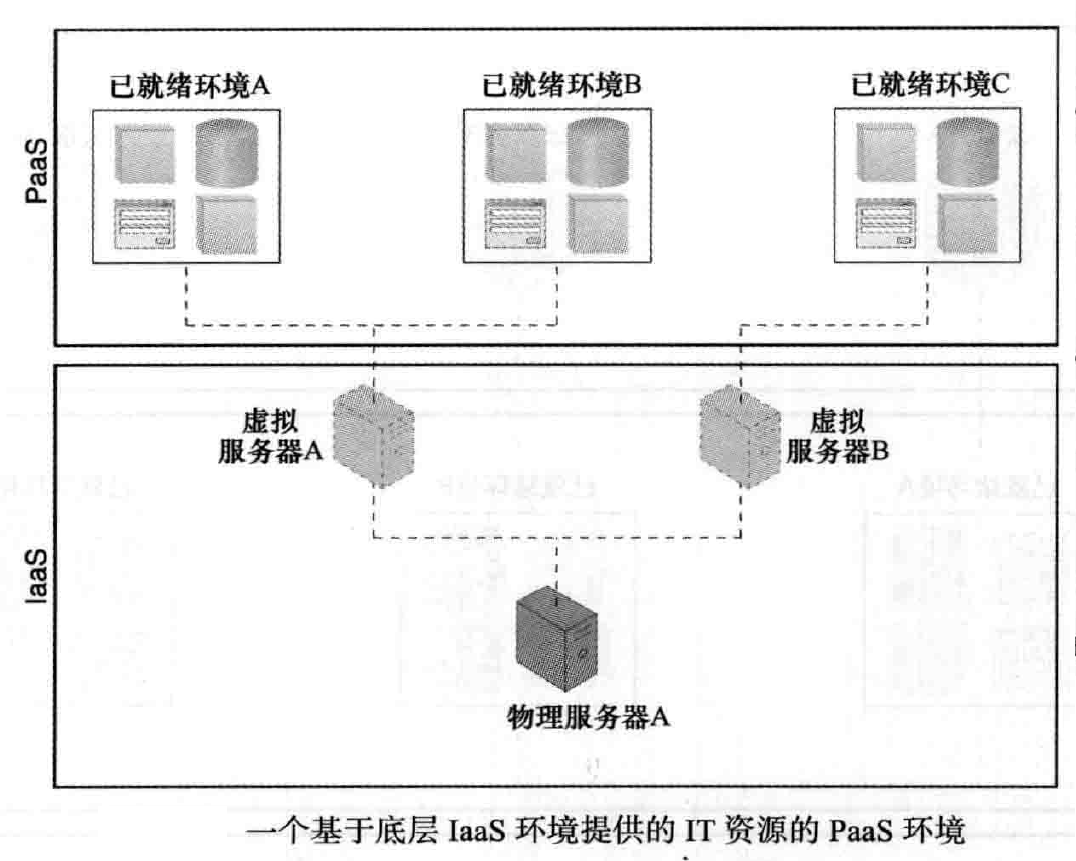 已就绪环境A
已就绪环境B
已就绪环境C
PaaS
虚拟
服务器A
虚拟
服务器B
IaaS
物理服务器A
一个基于底层 IaaS 环境提供的 IT 资源的 PaaS 环境